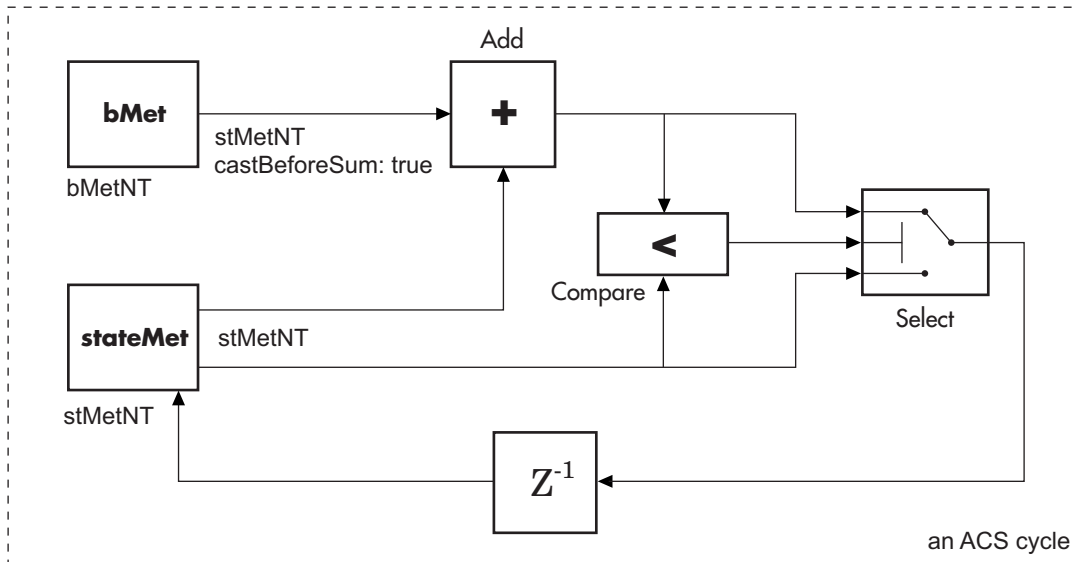 Add
bMet
+
stMetNT
castBeforeSum: true
bMetNT
<
Compare
Select
stateMet
stMetNT
stMetNT
Z⁻¹
an ACS cycle